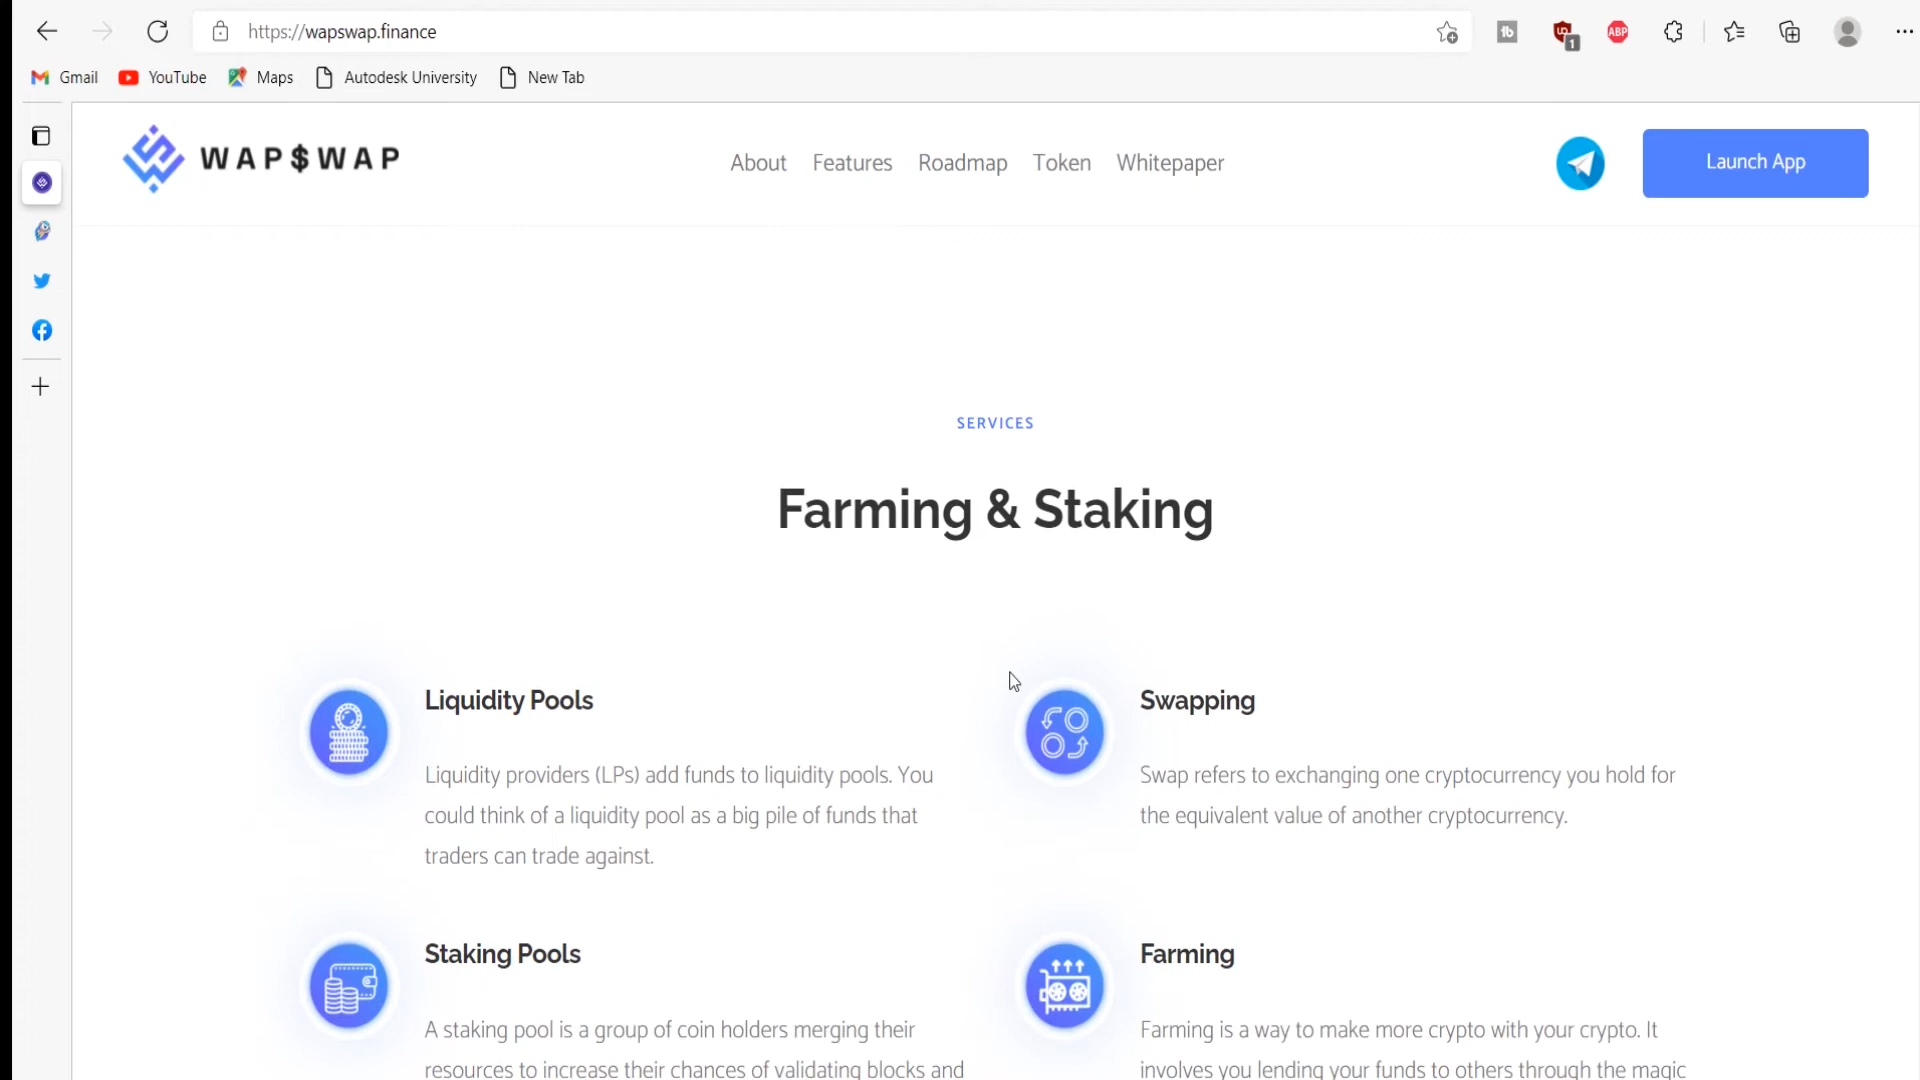 https://wapswap.finance
Gmail YouTube Maps Autodesk University New Tab
WAP$WAP
About Features Roadmap Token Whitepaper
Launch App
SERVICES
Farming & Staking
Liquidity Pools
Liquidity providers (LPs) add funds to liquidity pools. You
could think of a liquidity pool as a big pile of funds that
traders can trade against.
Swapping
Swap refers to exchanging one cryptocurrency you hold for
the equivalent value of another cryptocurrency.
Staking Pools
A staking pool is a group of coin holders merging their
resources to increase their chances of validating blocks and
Farming
Farming is a way to make more crypto with your crypto. It
involves you lending your funds to others through the magic
ABP
1